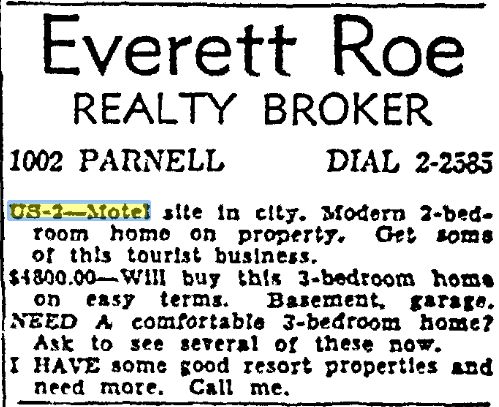 Everett Roe
REALTY BROKER
1002 PARNELL DIAL 2-2585
US-2—Motel site in city. Modern 2-bed-
room home on property. Get some
of this tourist business.
$4800.00—Will buy this 3-bedroom home
on easy terms. Basement, garage.
NEED A comfortable 3-bedroom home?
Ask to see several of these now.
I HAVE some good resort properties and
need more. Call me.